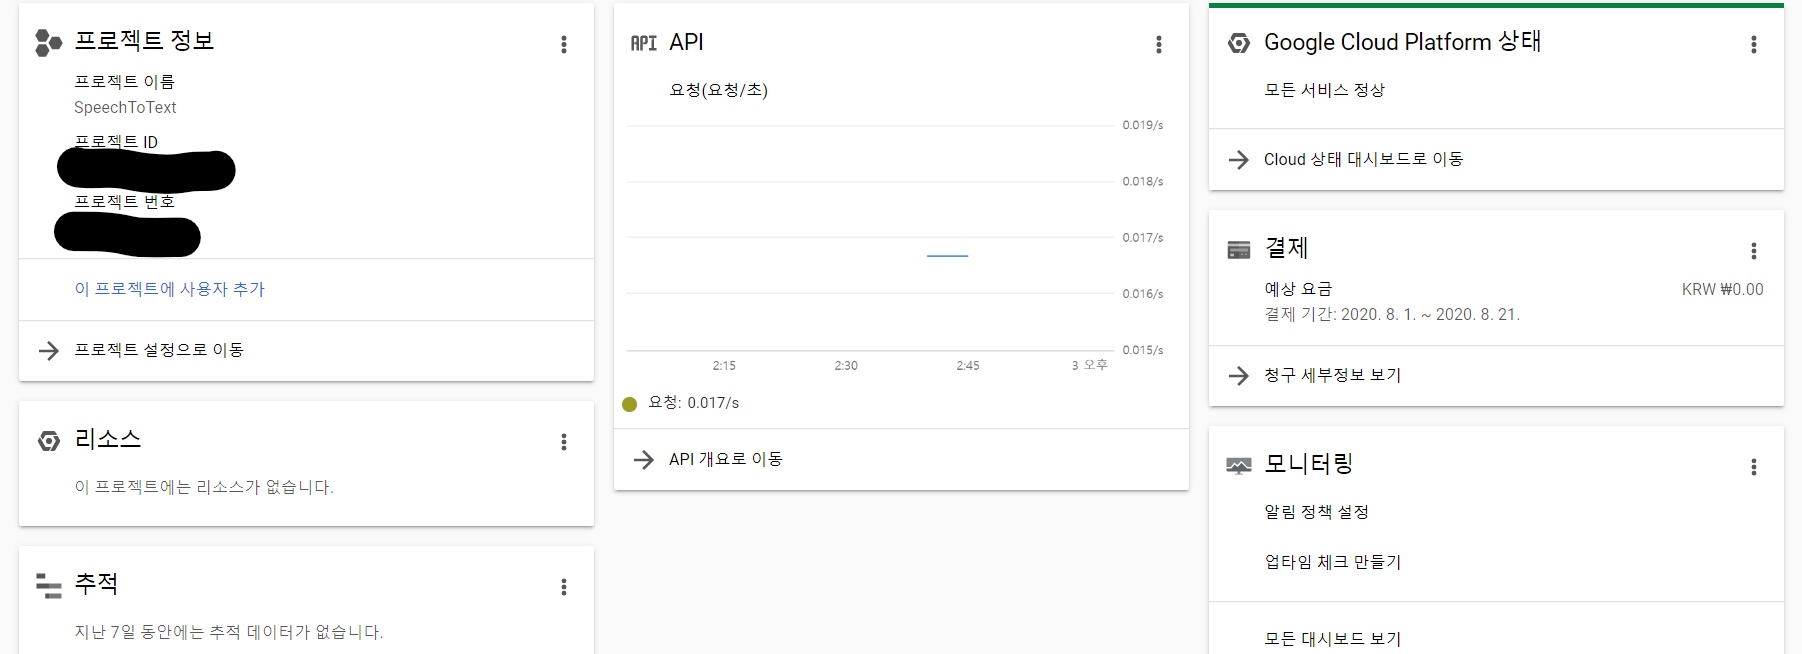 프로젝트 정보
프로젝트 이름
SpeechToText
프로젝트 ID
프로젝트 번호
이 프로젝트에 사용자 추가
프로젝트 설정으로 이동
리소스
이 프로젝트에는 리소스가 없습니다.
추적
지난 7일 동안에는 추적 데이터가 없습니다.
API API
요청(요청/초)
0.019/s
0.018/s
0.017/s
0.016/s
0.015/s
2:15 2:30 2:45 3 오후
요청: 0.017/s
API 개요로 이동
Google Cloud Platform 상태
모든 서비스 정상
Cloud 상태 대시보드로 이동
결제
예상 요금 KRW ₩0.00
결제 기간: 2020. 8. 1. ~ 2020. 8. 21.
청구 세부정보 보기
모니터링
알림 정책 설정
업타임 체크 만들기
모든 대시보드 보기